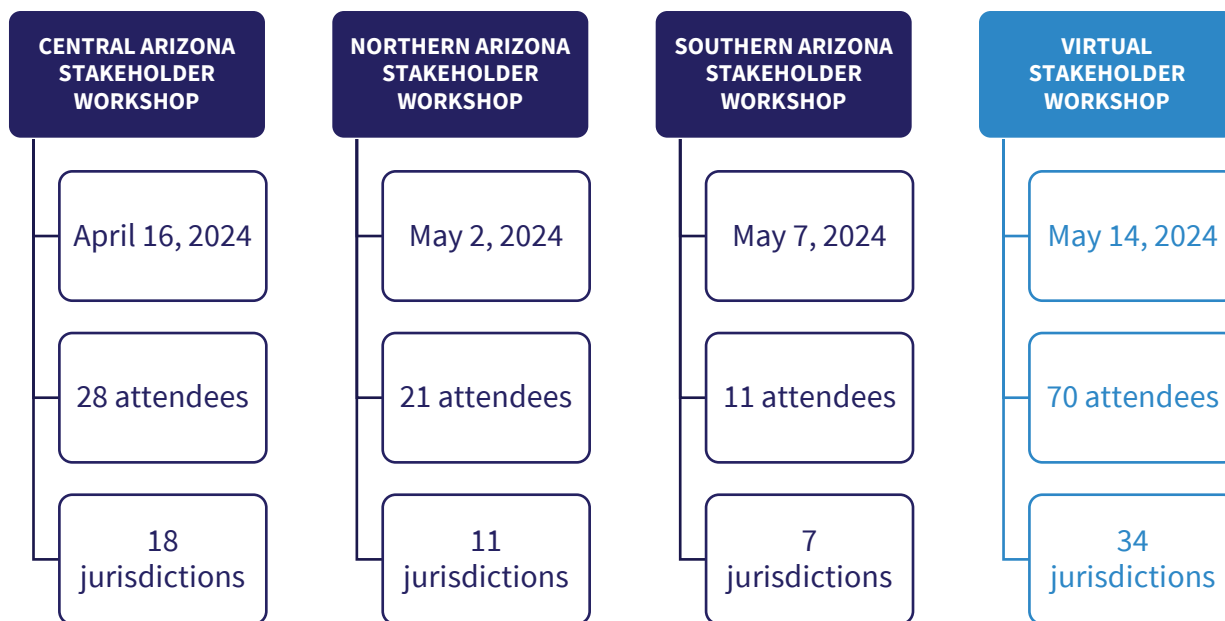 CENTRAL ARIZONA
STAKEHOLDER
WORKSHOP
April 16, 2024
28 attendees
18
jurisdictions
NORTHERN ARIZONA
STAKEHOLDER
WORKSHOP
May 2, 2024
21 attendees
11
jurisdictions
SOUTHERN ARIZONA
STAKEHOLDER
WORKSHOP
May 7, 2024
11 attendees
7
jurisdictions
VIRTUAL
STAKEHOLDER
WORKSHOP
May 14, 2024
70 attendees
34
jurisdictions